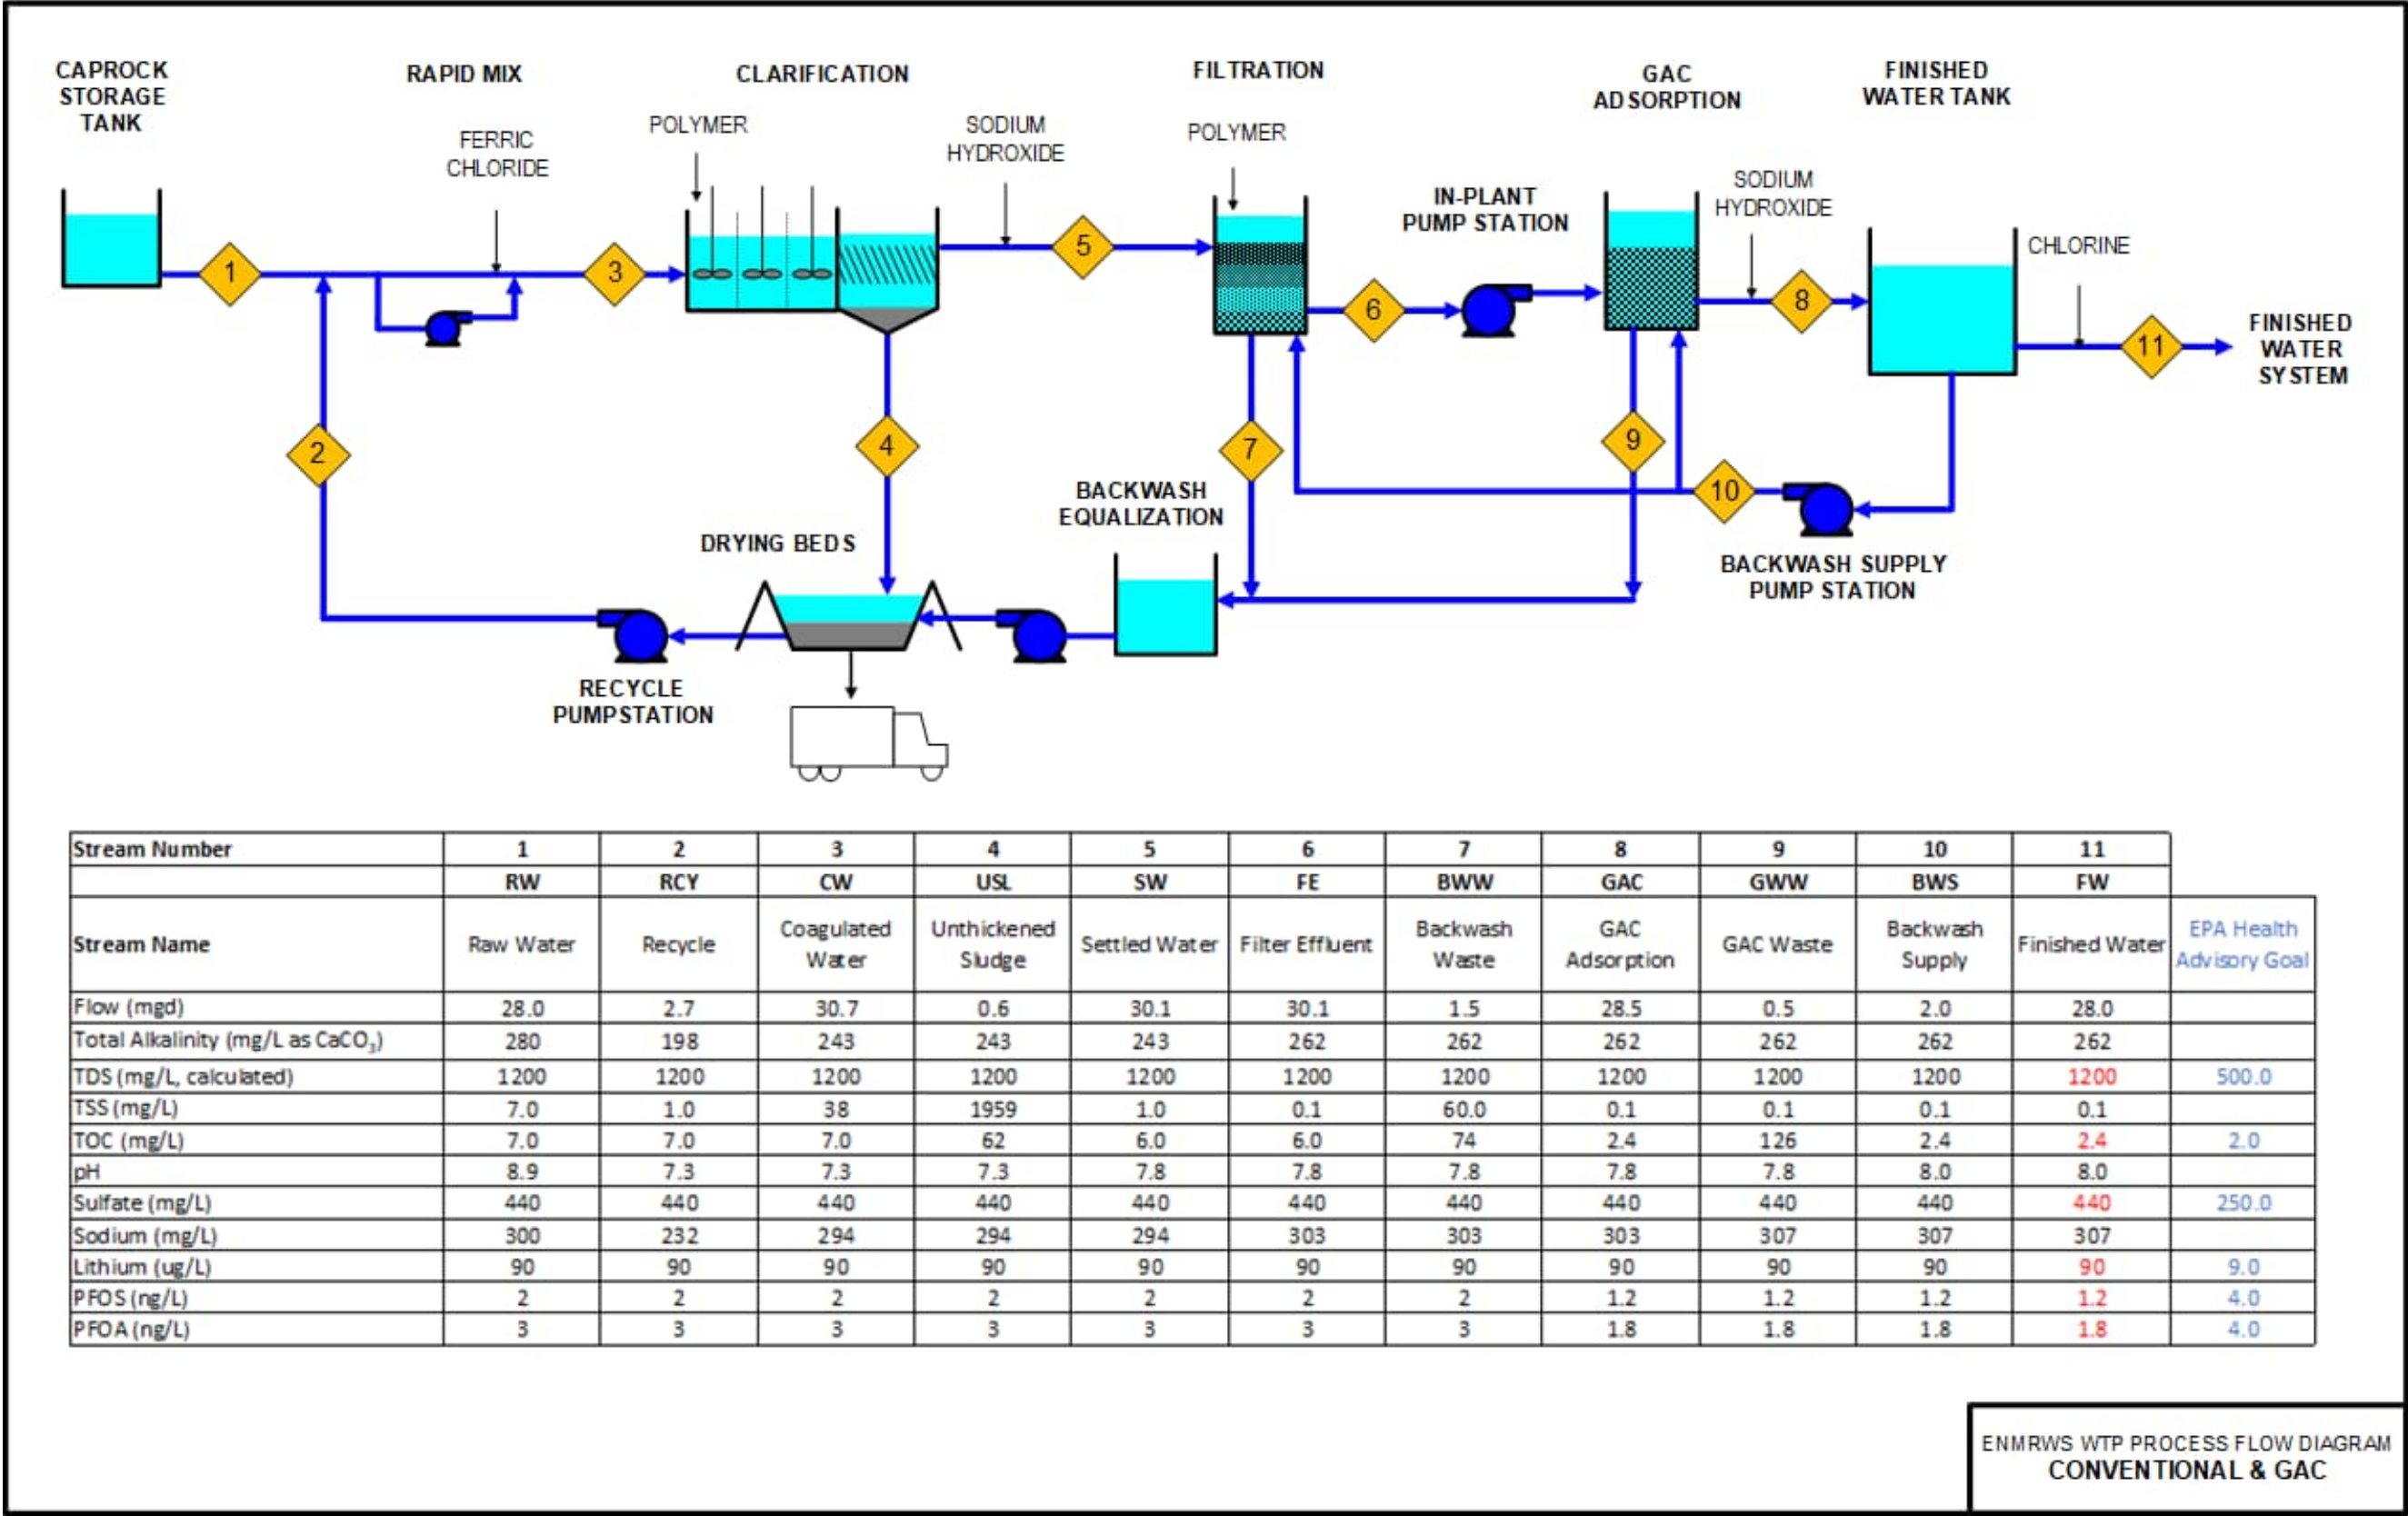 CAPROCK
STORAGE
TANK
RAPID MIX
FERRIC
CHLORIDE
CLARIFICATION
POLYMER
SODIUM
HYDROXIDE
FILTRATION
POLYMER
IN-PLANT
PUMP STATION
GAC
ADSORPTION
SODIUM
HYDROXIDE
FINISHED
WATER TANK
CHLORINE
FINISHED
WATER
SYSTEM
1
3
5
6
8
11
2
4
7
9
10
BACKWASH
EQUALIZATION
DRYING BEDS
BACKWASH SUPPLY
PUMP STATION
RECYCLE
PUMPSTATION
Stream Number 1 2 3 4 5 6 7 8 9 10 11
RW RCY CW USL SW FE BWW GAC GWW BWS FW
Stream Name Raw Water Recycle Coagulated Water Unthickened Sludge Settled Water Filter Effluent Backwash Waste GAC Adsorption GAC Waste Backwash Supply Finished Water EPA Health Advisory Goal
Flow (mgd) 28.0 2.7 30.7 0.6 30.1 30.1 1.5 28.5 0.5 2.0 28.0
Total Alkalinity (mg/L as CaCO₃) 280 198 243 243 243 262 262 262 262 262 262
TDS (mg/L, calculated) 1200 1200 1200 1200 1200 1200 1200 1200 1200 1200 1200 500.0
TSS (mg/L) 7.0 1.0 38 1959 1.0 0.1 60.0 0.1 0.1 0.1 0.1
TOC (mg/L) 7.0 7.0 7.0 62 6.0 6.0 74 2.4 126 2.4 2.4 2.0
pH 8.9 7.3 7.3 7.3 7.8 7.8 7.8 7.8 7.8 8.0 8.0
Sulfate (mg/L) 440 440 440 440 440 440 440 440 440 440 440 250.0
Sodium (mg/L) 300 232 294 294 294 303 303 303 307 307 307
Lithium (ug/L) 90 90 90 90 90 90 90 90 90 90 90 9.0
PFOS (ng/L) 2 2 2 2 2 2 2 1.2 1.2 1.2 1.2 4.0
PFOA (ng/L) 3 3 3 3 3 3 3 1.8 1.8 1.8 1.8 4.0
ENMRWS WTP PROCESS FLOW DIAGRAM
CONVENTIONAL & GAC